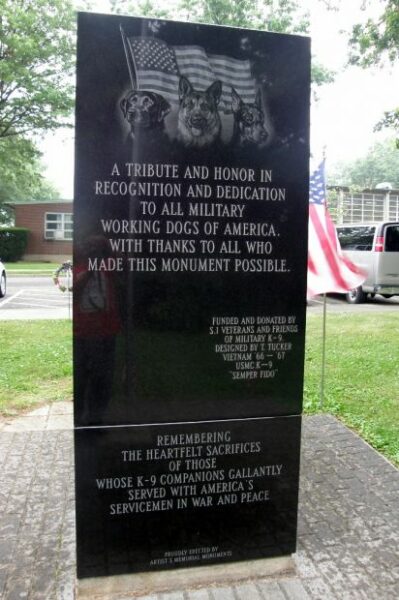 A TRIBUTE AND HONOR IN
RECOGNITION AND DEDICATION
TO ALL MILITARY
WORKING DOGS OF AMERICA.
WITH THANKS TO ALL WHO
MADE THIS MONUMENT POSSIBLE.
FUNDED AND DONATED BY
S.I VETERANS AND FRIENDS
OF MILITARY K-9.
DESIGNED BY T. TUCKER
VIETNAM '66 - '67
USMC K-9
"SEMPER FIDO"
REMEMBERING
THE HEARTFELT SACRIFICES
OF THOSE
WHOSE K-9 COMPANIONS GALLANTLY
SERVED WITH AMERICA'S
SERVICEMEN IN WAR AND PEACE
PROUDLY ERECTED BY
ARTIST'S MEMORIAL MONUMENTS